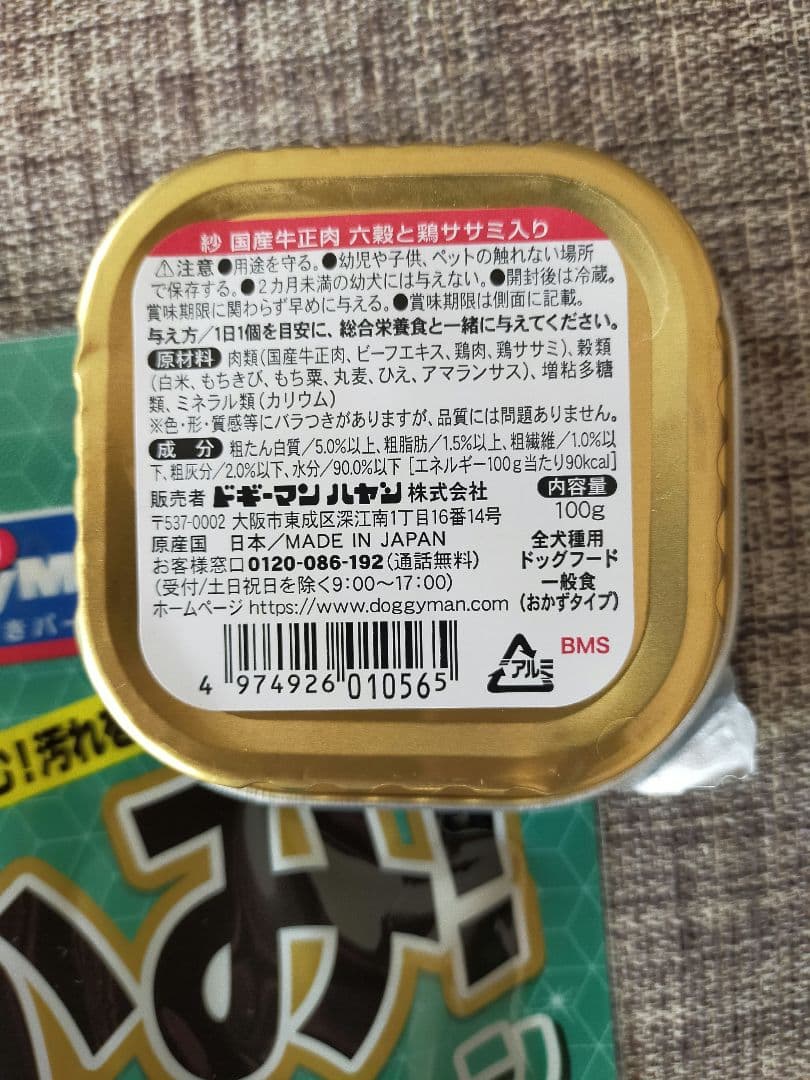 紗 国産牛正肉 六穀と鶏ササミ入り
⚠注意 ●用途を守る。●幼児や子供、ペットの触れない場所
で保存する。●2カ月未満の幼犬には与えない。●開封後は冷蔵。
賞味期限に関わらず早めに与える。●賞味期限は側面に記載。
与え方/1日1個を目安に、総合栄養食と一緒に与えてください。
原材料 肉類(国産牛正肉、ビーフエキス、鶏肉、鶏ササミ)、穀類
(白米、もちきび、もち粟、丸麦、ひえ、アマランサス)、増粘多糖
類、ミネラル類(カリウム)
※色・形・質感等にバラつきがありますが、品質には問題ありません。
成分 粗たん白質/5.0%以上、粗脂肪/1.5%以上、粗繊維/1.0%以
下、粗灰分/2.0%以下、水分/90.0%以下 [エネルギー100g当たり90kcal]
販売者 ドギーマンハヤシ株式会社
〒537-0002 大阪市東成区深江南1丁目16番14号
原産国 日本/MADE IN JAPAN
お客様窓口 0120-086-192(通話無料)
(受付/土日祝日を除く9:00〜17:00)
ホームページ https://www.doggyman.com
内容量
100g
全犬種用
ドッグフード
一般食
(おかずタイプ)
4 974926 010565
アルミ
BMS
！汚れを
み!